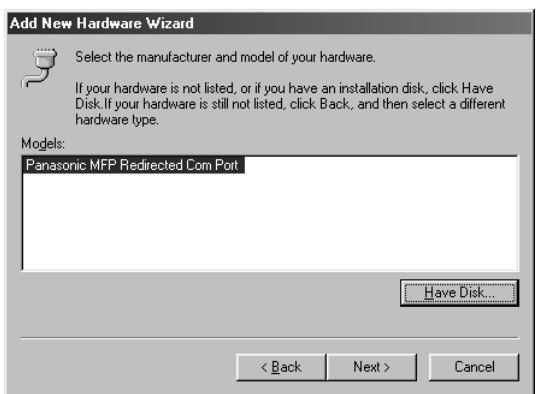 Add New Hardware Wizard
Select the manufacturer and model of your hardware.
If your hardware is not listed, or if you have an installation disk, click Have
Disk.If your hardware is still not listed, click Back, and then select a different
hardware type.
Models:
Panasonic MFP Redirected Com Port
Have Disk...
< Back Next > Cancel